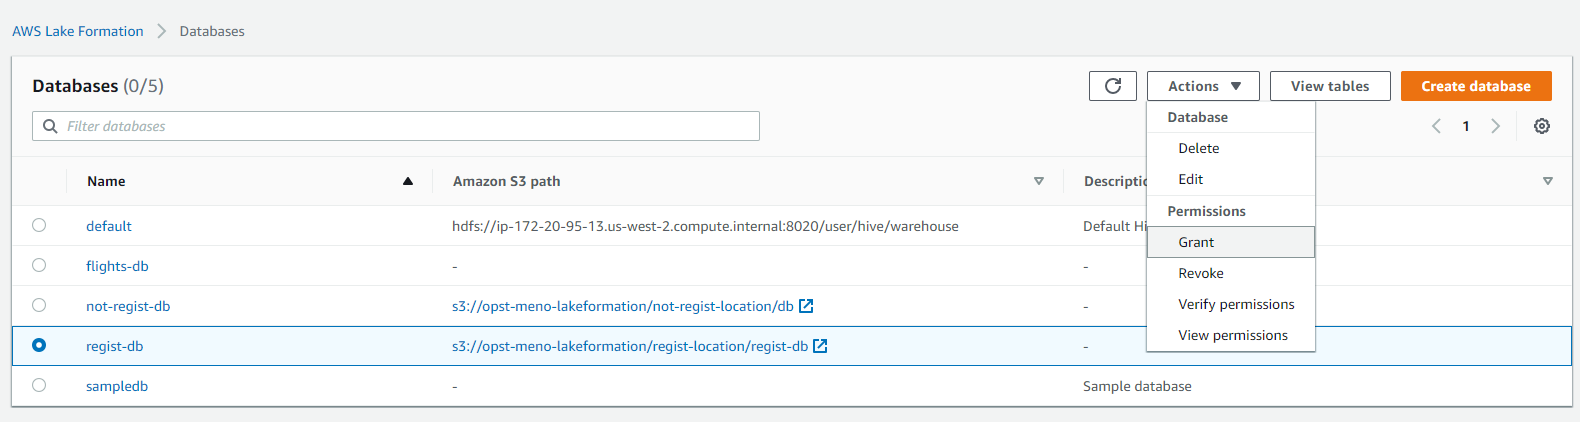 AWS Lake Formation > Databases
Databases (0/5)
Actions
View tables
Create database
Filter databases
1
Database
Delete
Edit
Permissions
Grant
Revoke
Verify permissions
View permissions
Name Amazon S3 path Descriptio
default hdfs://ip-172-20-95-13.us-west-2.compute.internal:8020/user/hive/warehouse Default Hi
flights-db - -
not-regist-db s3://opst-meno-lakeformation/not-regist-location/db -
regist-db s3://opst-meno-lakeformation/regist-location/regist-db -
sampledb - Sample database